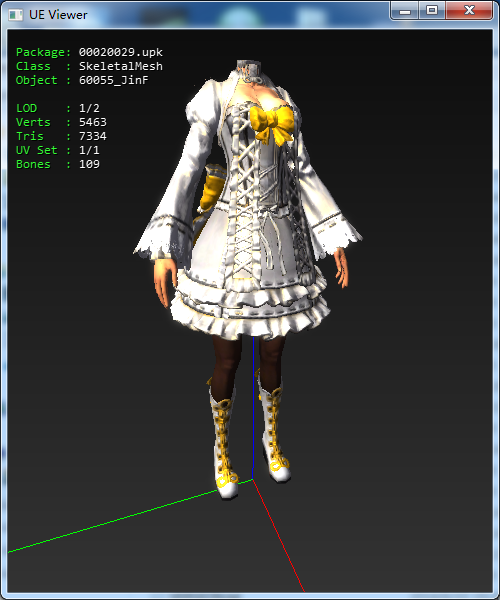 UE Viewer
Package: 00020029.upk
Class : SkeletalMesh
Object : 60055_JinF
LOD : 1/2
Verts : 5463
Tris : 7334
UV Set : 1/1
Bones : 109